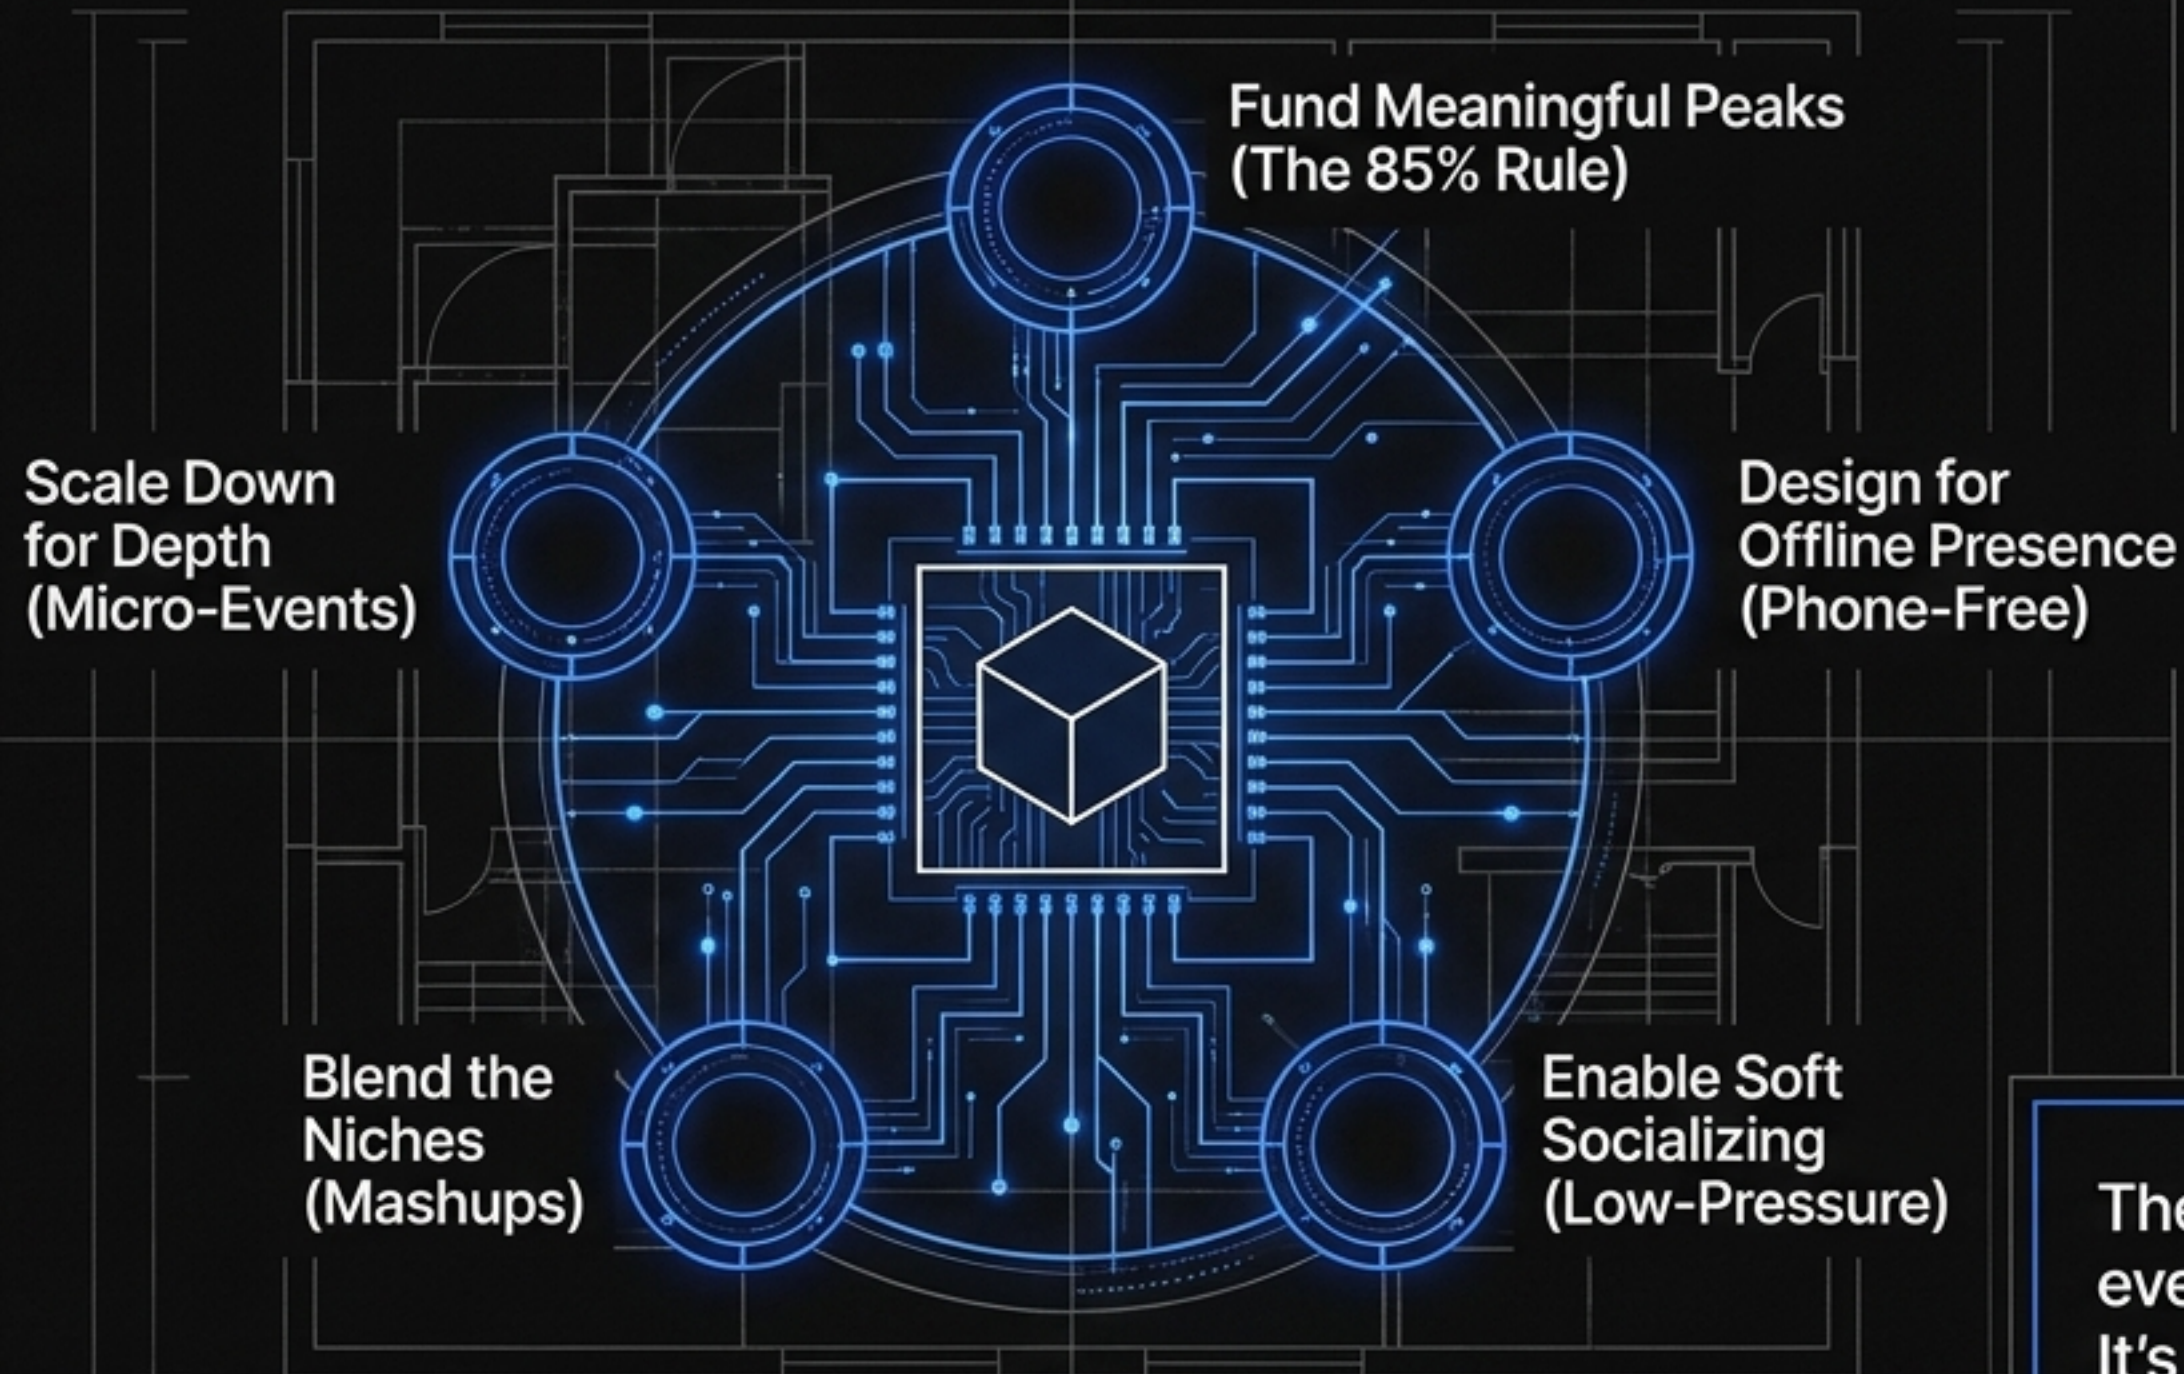 Fund Meaningful Peaks
(The 85% Rule)
Scale Down
for Depth
(Micro-Events)
Design for
Offline Presence
(Phone-Free)
Blend the
Niches
(Mashups)
Enable Soft
Socializing
(Low-Pressure)
It's